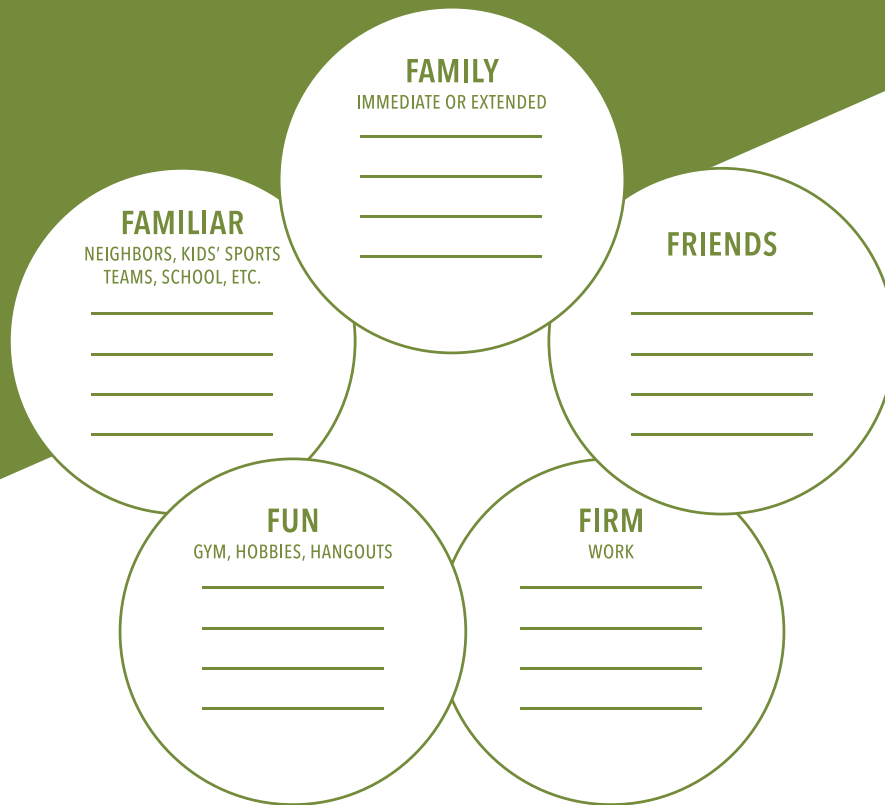 FAMILY
IMMEDIATE OR EXTENDED
FAMILIAR
NEIGHBORS, KIDS’ SPORTS
TEAMS, SCHOOL, ETC.
FRIENDS
FUN
GYM, HOBBIES, HANGOUTS
FIRM
WORK